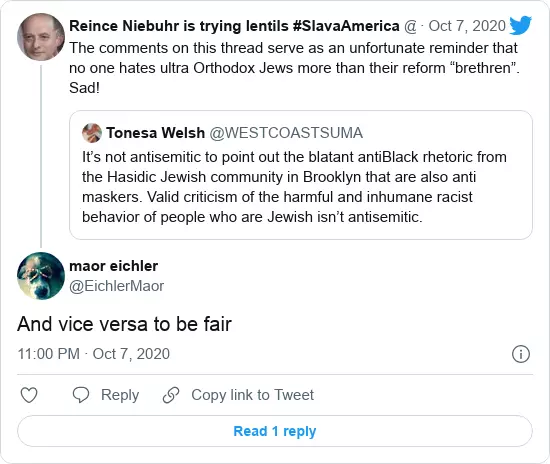 Reince Niebuhr is trying lentils #SlavaAmerica @ · Oct 7, 2020
The comments on this thread serve as an unfortunate reminder that
no one hates ultra Orthodox Jews more than their reform “brethren”.
Sad!
Tonesa Welsh @WESTCOASTSUMA
It’s not antisemitic to point out the blatant antiBlack rhetoric from
the Hasidic Jewish community in Brooklyn that are also anti
maskers. Valid criticism of the harmful and inhumane racist
behavior of people who are Jewish isn’t antisemitic.
maor eichler
@EichlerMaor
And vice versa to be fair
11:00 PM · Oct 7, 2020
Reply
Copy link to Tweet
Read 1 reply